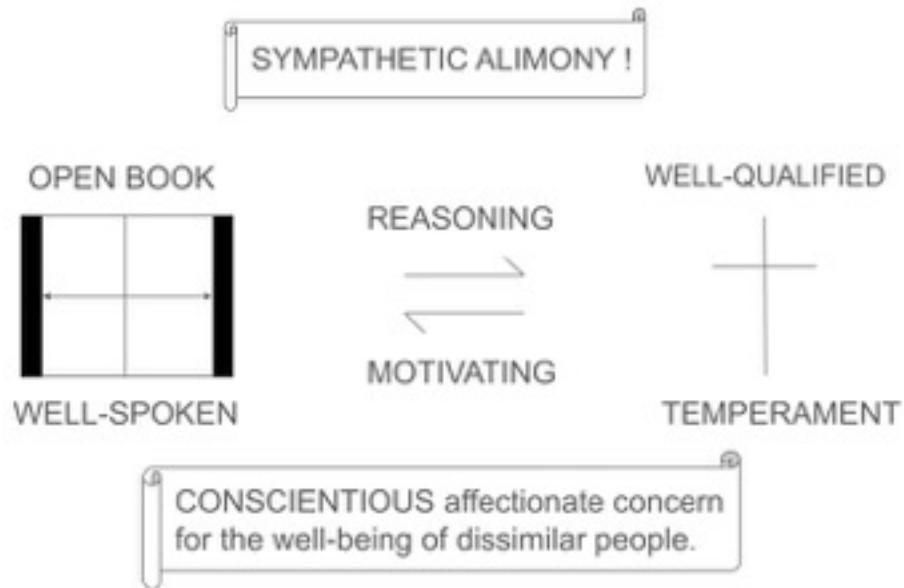 SYMPATHETIC ALIMONY !
OPEN BOOK
WELL-QUALIFIED
REASONING
MOTIVATING
WELL-SPOKEN
TEMPERAMENT
CONSCIENTIOUS affectionate concern
for the well-being of dissimilar people.